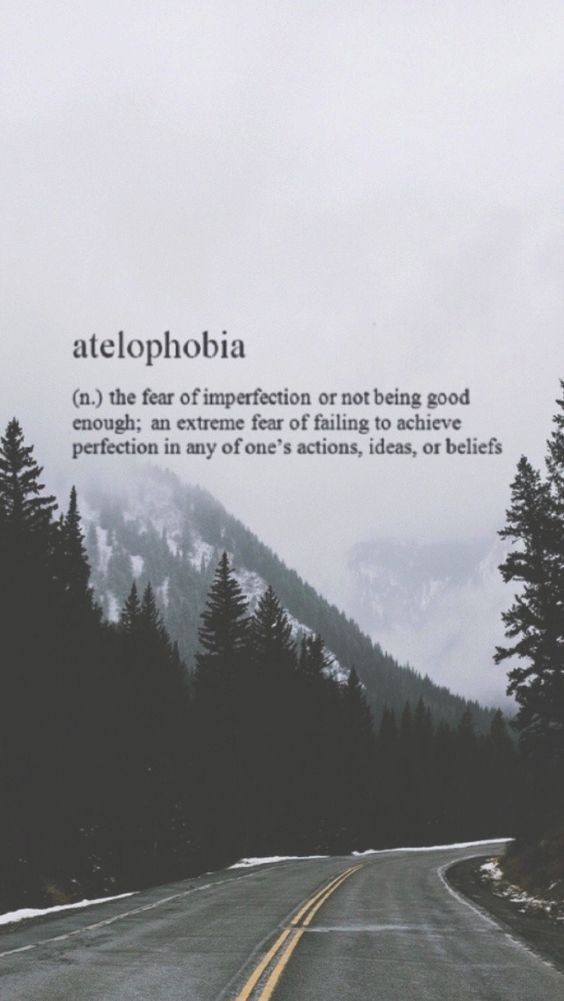 atelophobia
(n.) the fear of imperfection or not being good
enough; an extreme fear of failing to achieve
perfection in any of one's actions, ideas, or beliefs